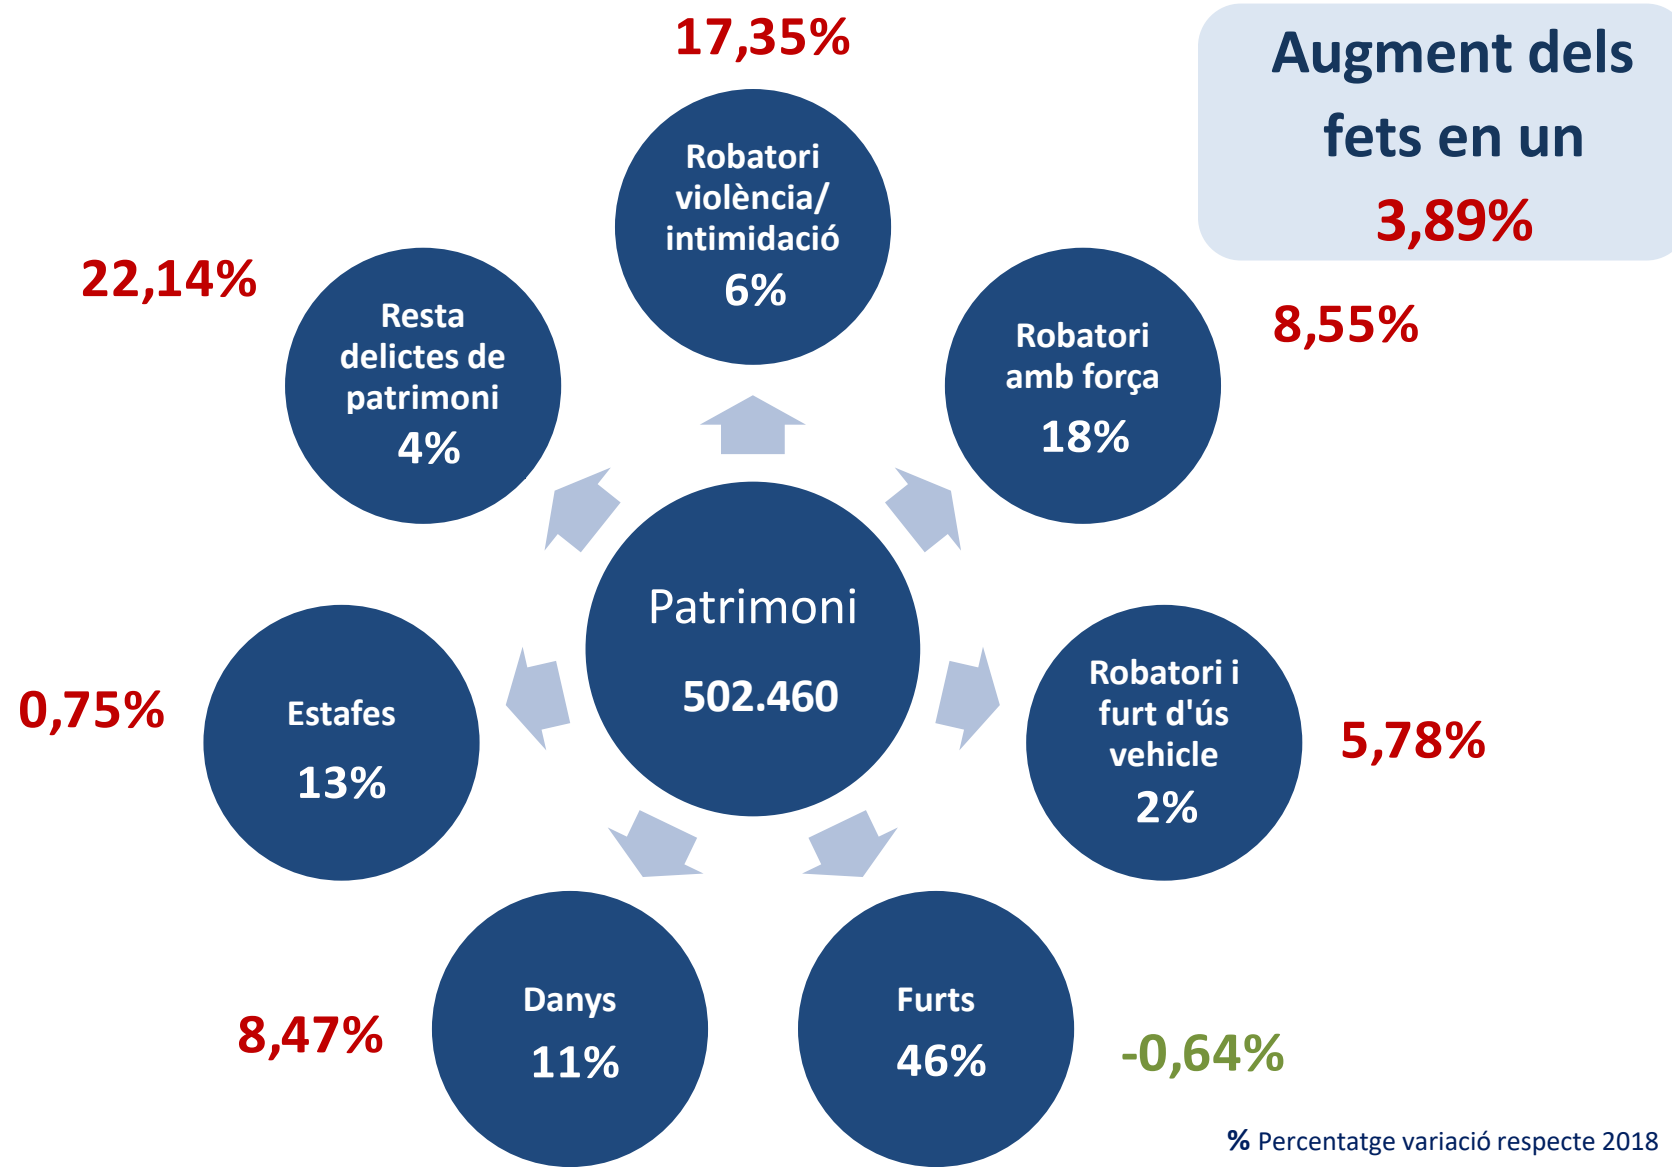 17,35%
Augment dels
fets en un
3,89%
Robatori
violència/
intimidació
6%
22,14%
Resta
delictes de
patrimoni
4%
Robatori
amb força
18%
8,55%
Patrimoni
502.460
0,75%
Estafes
13%
Robatori i
furt d'ús
vehicle
2%
5,78%
8,47%
Danys
11%
Furts
46%
-0,64%
% Percentatge variació respecte 2018